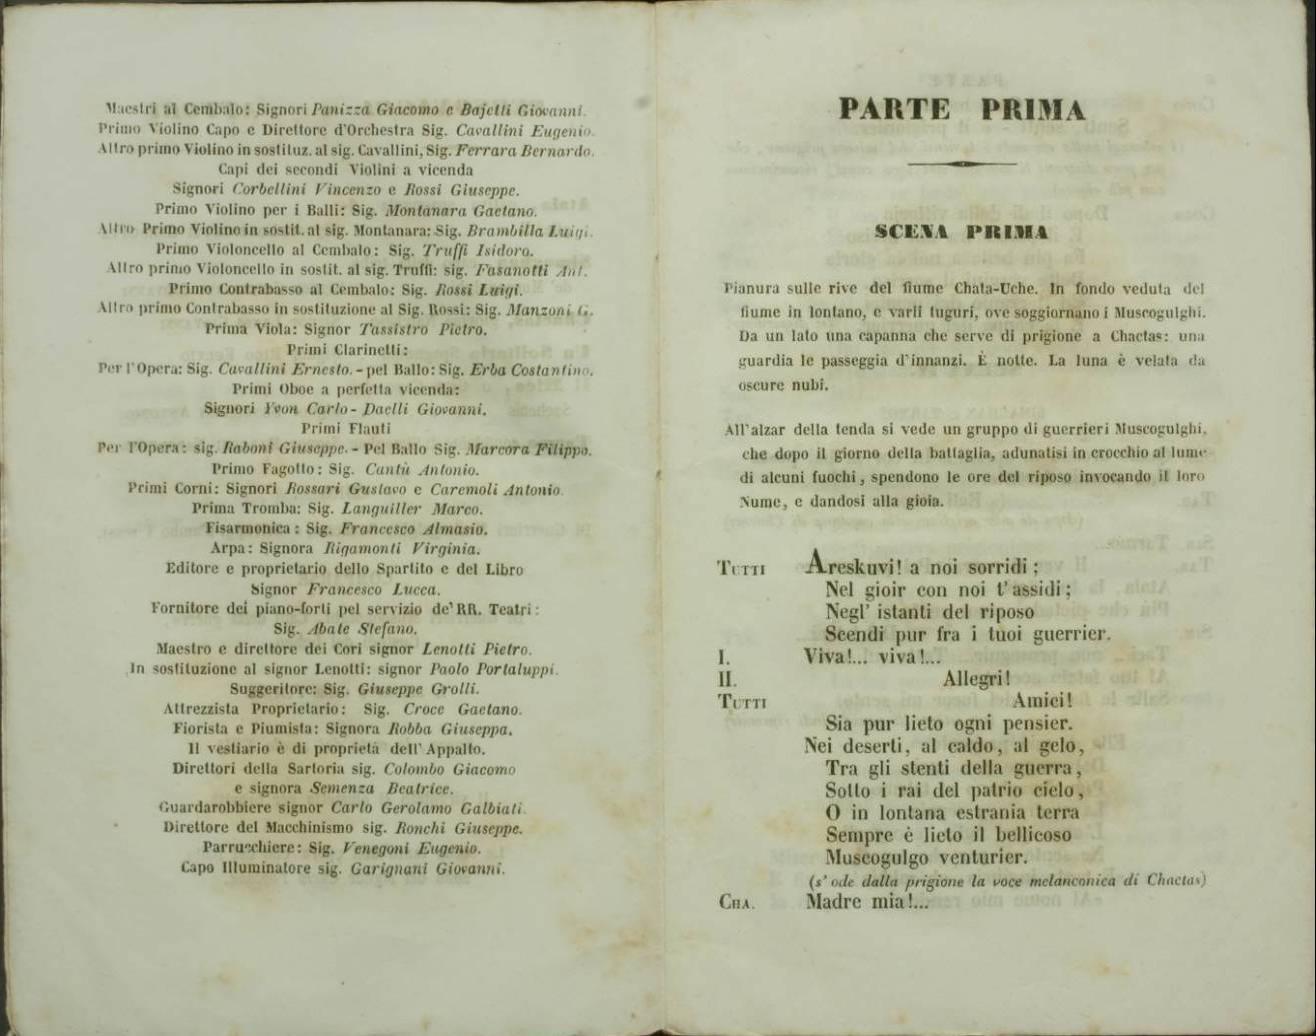 Maestri al Cembalo: Signori Panizza Giacomo e Bajetti Giovanni.
Primo Violino Capo e Direttore d'Orchestra Sig. Cavallini Eugenio.
Altro primo Violino in sostituz. al sig. Cavallini, Sig. Ferrara Bernardo.
Capi dei secondi Violini a vicenda
Signori Corbellini Vincenzo e Rossi Giuseppe.
Primo Violino per i Balli: Sig. Montanara Gaetano.
Altro Primo Violino in sostit. al sig. Montanara: Sig. Brambilla Luigi.
Primo Violoncello al Cembalo: Sig. Truffi Isidoro.
Altro primo Violoncello in sostit. al sig. Truffi: sig. Fasanotti Ant.
Primo Contrabasso al Cembalo: Sig. Rossi Luigi.
Altro primo Contrabasso in sostituzione al Sig. Rossi: Sig. Manzoni G.
Prima Viola: Signor Tassistro Pietro.
Primi Clarinetti:
Per l'Opera: Sig. Cavallini Ernesto. - pel Ballo: Sig. Erba Costantino.
Primi Oboe a perfetta vicenda:
Signori Yvon Carlo - Daelli Giovanni.
Primi Flauti
Per l'Opera: sig. Raboni Giuseppe. - Pel Ballo Sig. Marcora Filippo.
Primo Fagotto: Sig. Cantù Antonio.
Primi Corni: Signori Rossari Gustavo e Caremoli Antonio.
Prima Tromba: Sig. Languiller Marco.
Fisarmonica: Sig. Francesco Almasio.
Arpa: Signora Rigamonti Virginia.
Editore e proprietario dello Spartito e del Libro
Signor Francesco Lucca.
Fornitore dei piano-forti pel servizio de' RR. Teatri:
Sig. Abate Stefano.
Maestro e direttore dei Cori signor Lenotti Pietro.
In sostituzione al signor Lenotti: signor Paolo Portaluppi.
Suggeritore: Sig. Giuseppe Grolli.
Attrezzista Proprietario: Sig. Croce Gaetano.
Fiorista e Piumista: Signora Robba Giuseppa.
Il vestiario è di proprietà dell'Appalto.
Direttori della Sartoria sig. Colombo Giacomo
e signora Semenza Beatrice.
Guardarobbiere signor Carlo Gerolamo Galbiati.
Direttore del Macchinismo sig. Ronchi Giuseppe.
Parrucchiere: Sig. Venegoni Eugenio.
Capo Illuminatore sig. Garignani Giovanni.
PARTE PRIMA
SCENA PRIMA
Pianura sulle rive del fiume Chata-Uche. In fondo veduta del
fiume in lontano, e varii tuguri, ove soggiornano i Muscogulghi.
Da un lato una capanna che serve di prigione a Chactas: una
guardia le passeggia d'innanzi. È notte. La luna è velata da
oscure nubi.
All'alzar della tenda si vede un gruppo di guerrieri Muscogulghi,
che dopo il giorno della battaglia, adunatisi in crocchio al lume
di alcuni fuochi, spendono le ore del riposo invocando il loro
Nume, e dandosi alla gioia.
TUTTI Areskuvi! a noi sorridi;
Nel gioir con noi t'assidi;
Negl' istanti del riposo
Scendi pur fra i tuoi guerrier.
I. Viva!... viva!...
II. Allegri!
TUTTI Amici!
Sia pur lieto ogni pensier.
Nei deserti, al caldo, al gelo,
Tra gli stenti della guerra,
Sotto i rai del patrio cielo,
O in lontana estrania terra
Sempre è lieto il bellicoso
Muscogulgo venturier.
(s' ode dalla prigione la voce melanconica di Chactas)
CHA. Madre mia!...